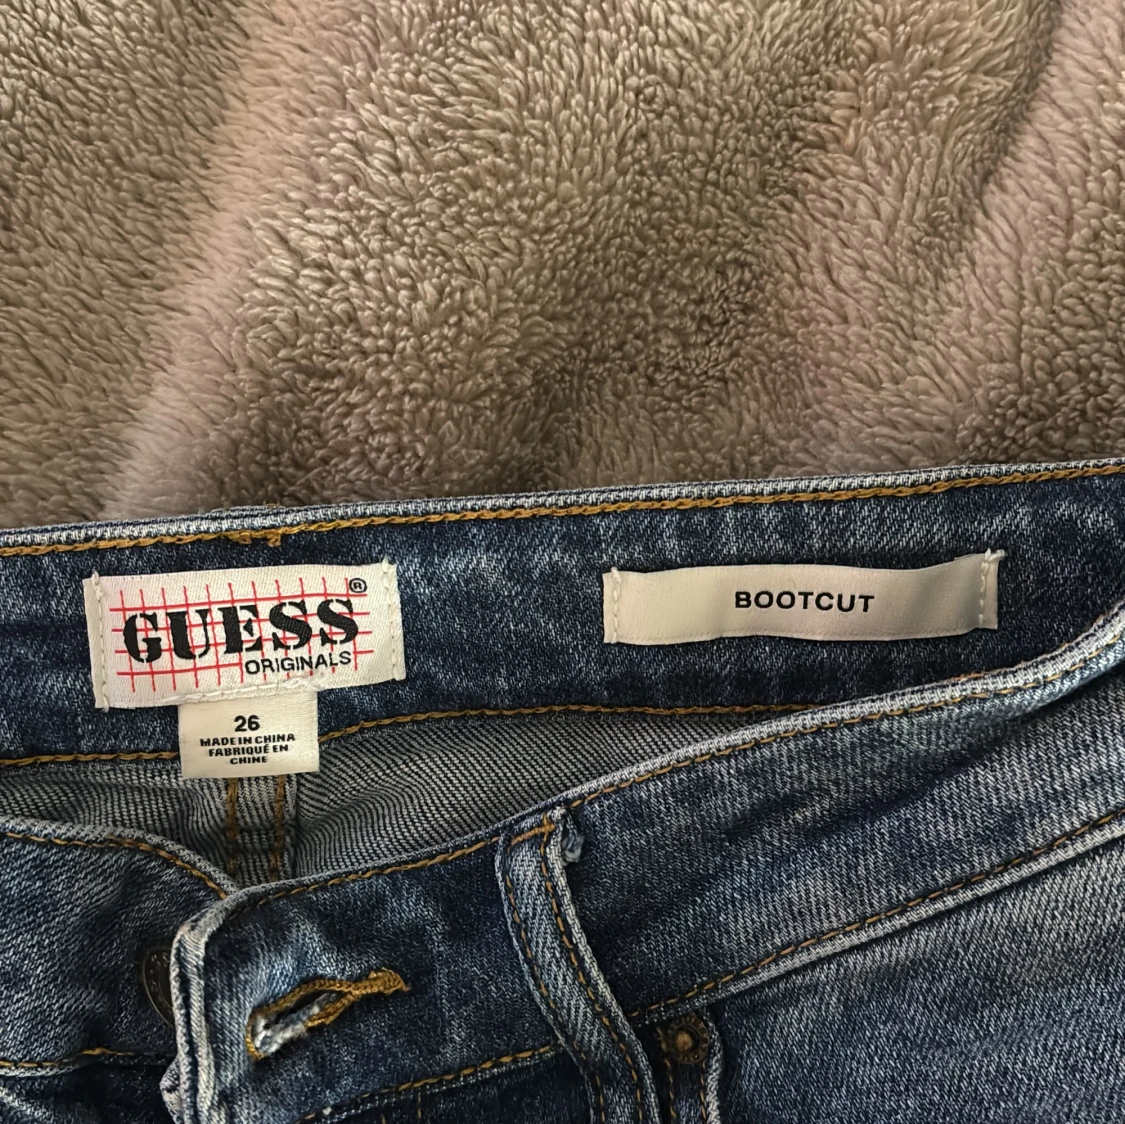 GUESS®
ORIGINALS
26
MADE IN CHINA
FABRIQUÉ EN
CHINE
BOOTCUT